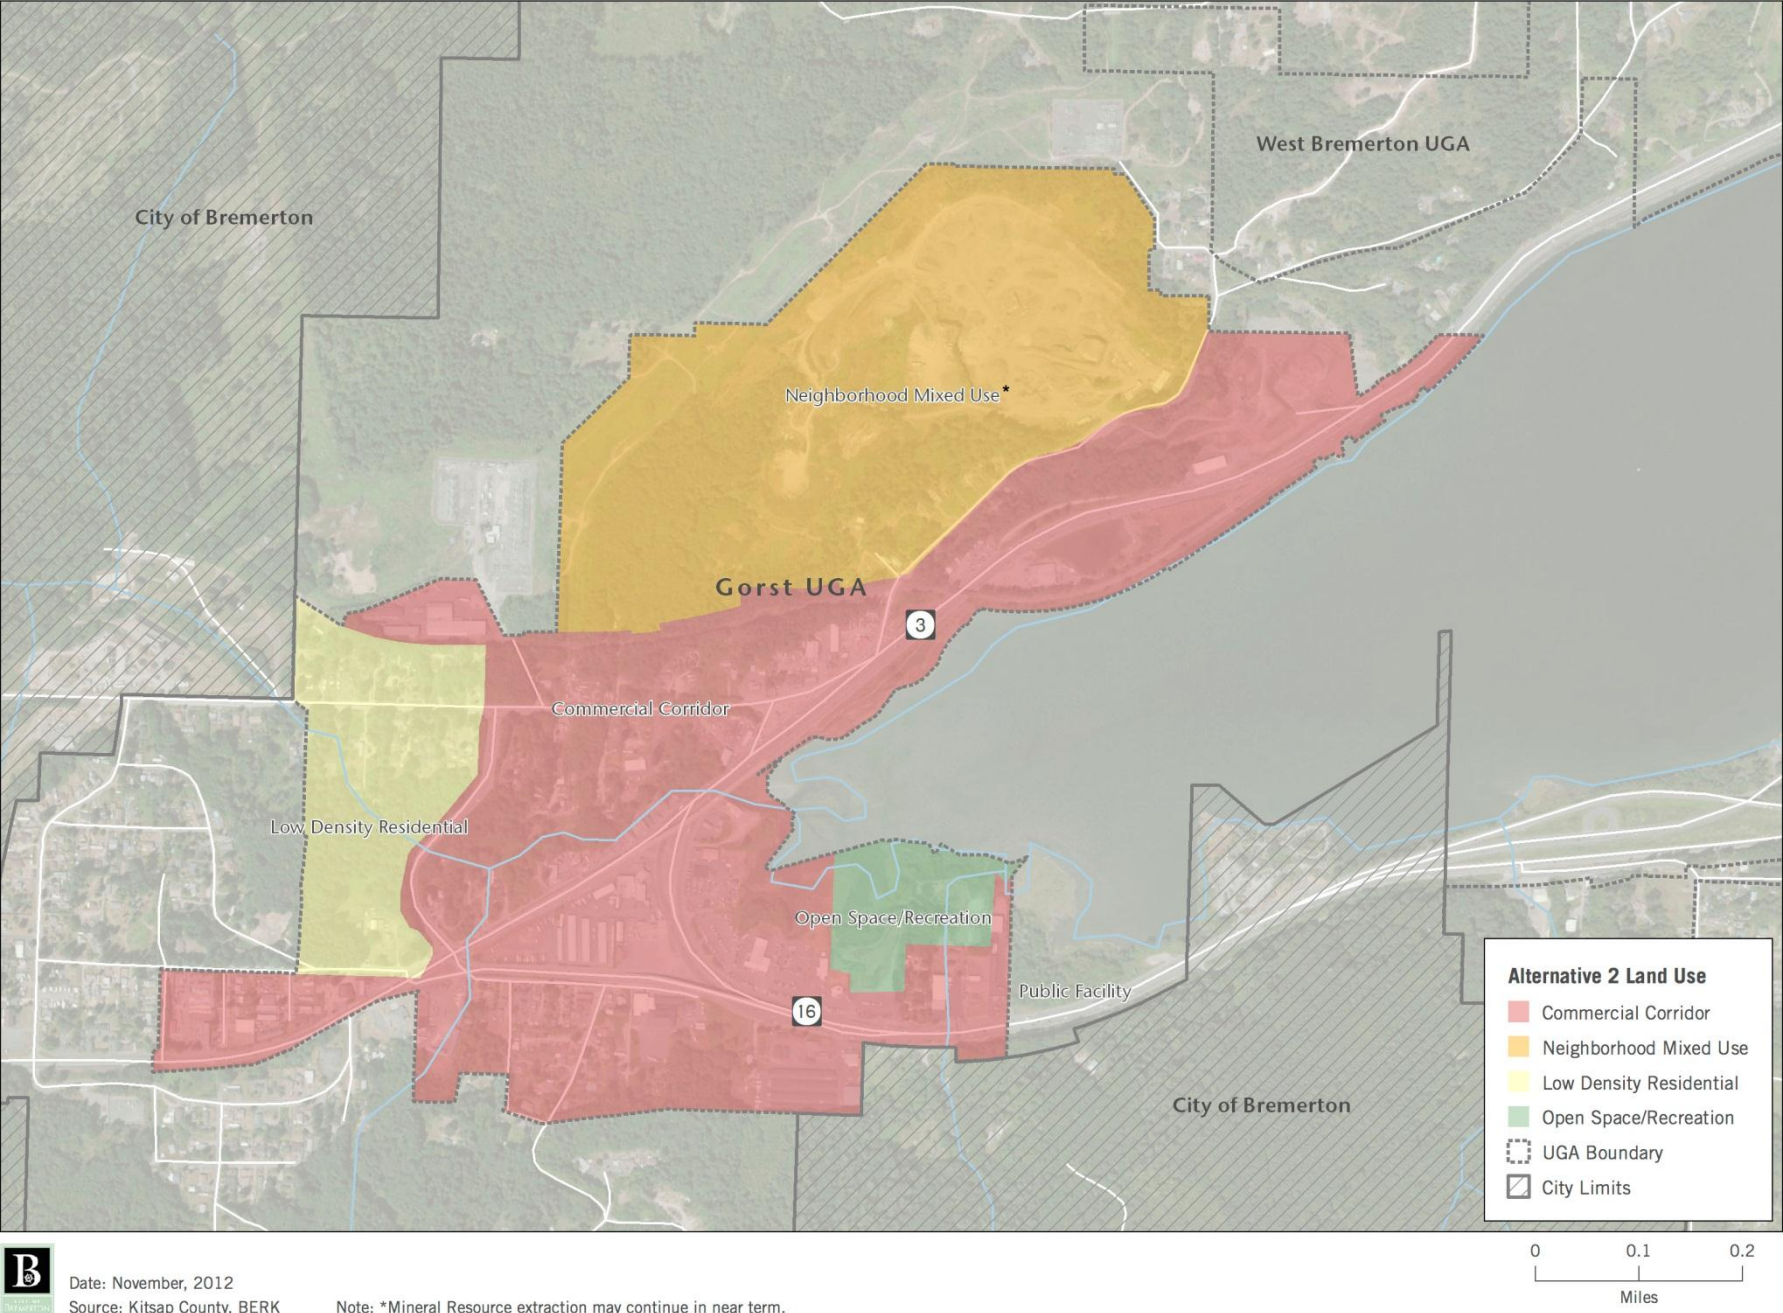 West Bremerton UGA
City of Bremerton
Neighborhood Mixed Use*
Gorst UGA
3
Commercial Corridor
Low Density Residential
Open Space/Recreation
Public Facility
16
City of Bremerton
Alternative 2 Land Use
Commercial Corridor
Neighborhood Mixed Use
Low Density Residential
Open Space/Recreation
UGA Boundary
City Limits
0 0.1 0.2
Miles
B
Date: November, 2012
Source: Kitsap County, BERK
Note: *Mineral Resource extraction may continue in near term.